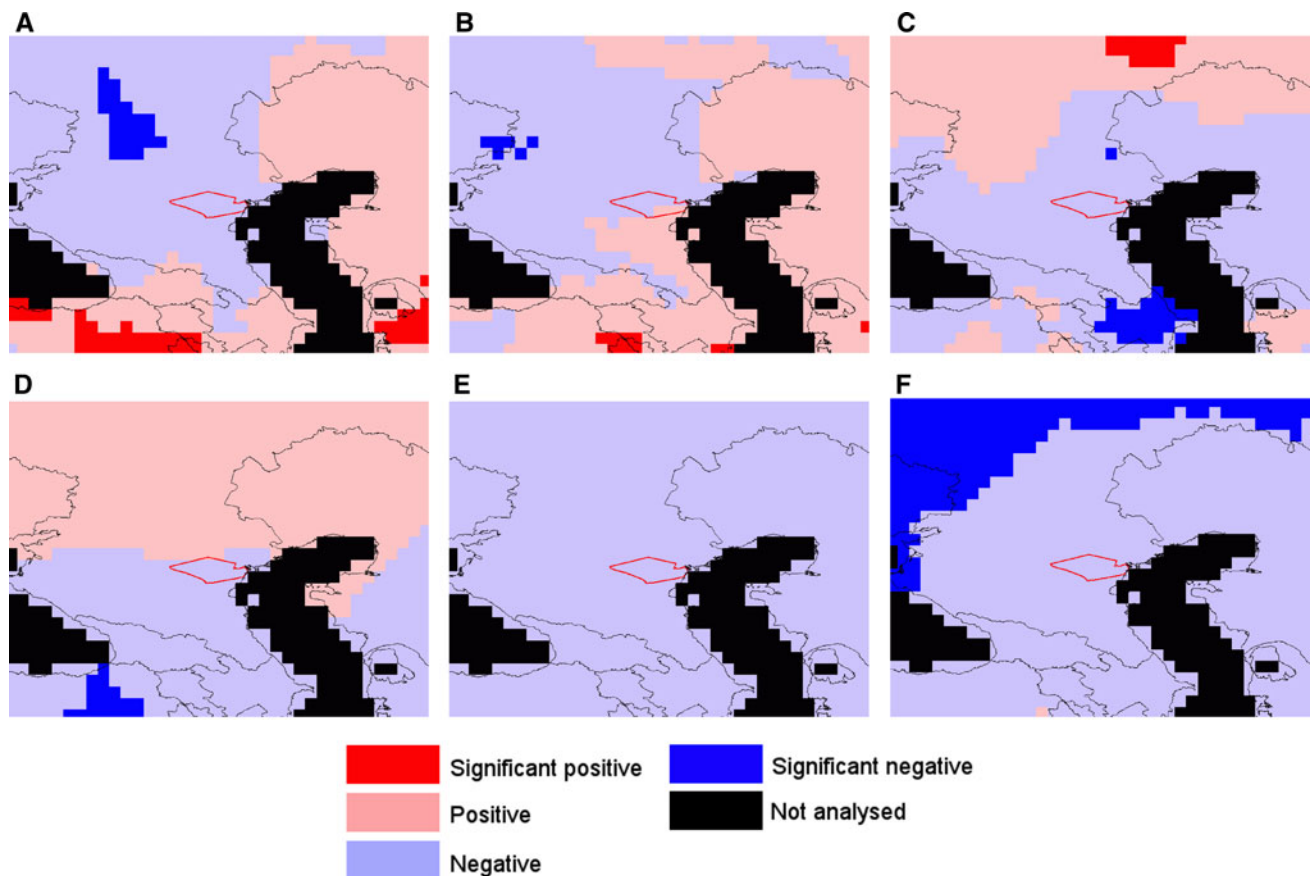 A
B
C
D
E
F
Significant positive
Significant negative
Positive
Not analysed
Negative